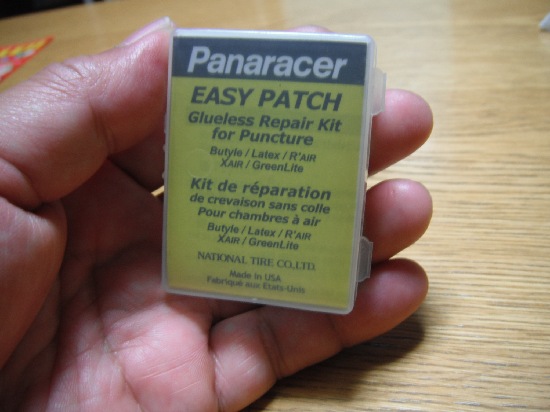 Panaracer
EASY PATCH
Glueless Repair Kit
for Puncture
Butyle / Latex / R'AIR
XAIR / GreenLite
Kit de réparation
de crevaison sans colle
Pour chambres à air
Butyle / Latex / R'AIR
XAIR / GreenLite
NATIONAL TIRE CO.,LTD.
Made in USA
Fabriqué aux Etats-Unis